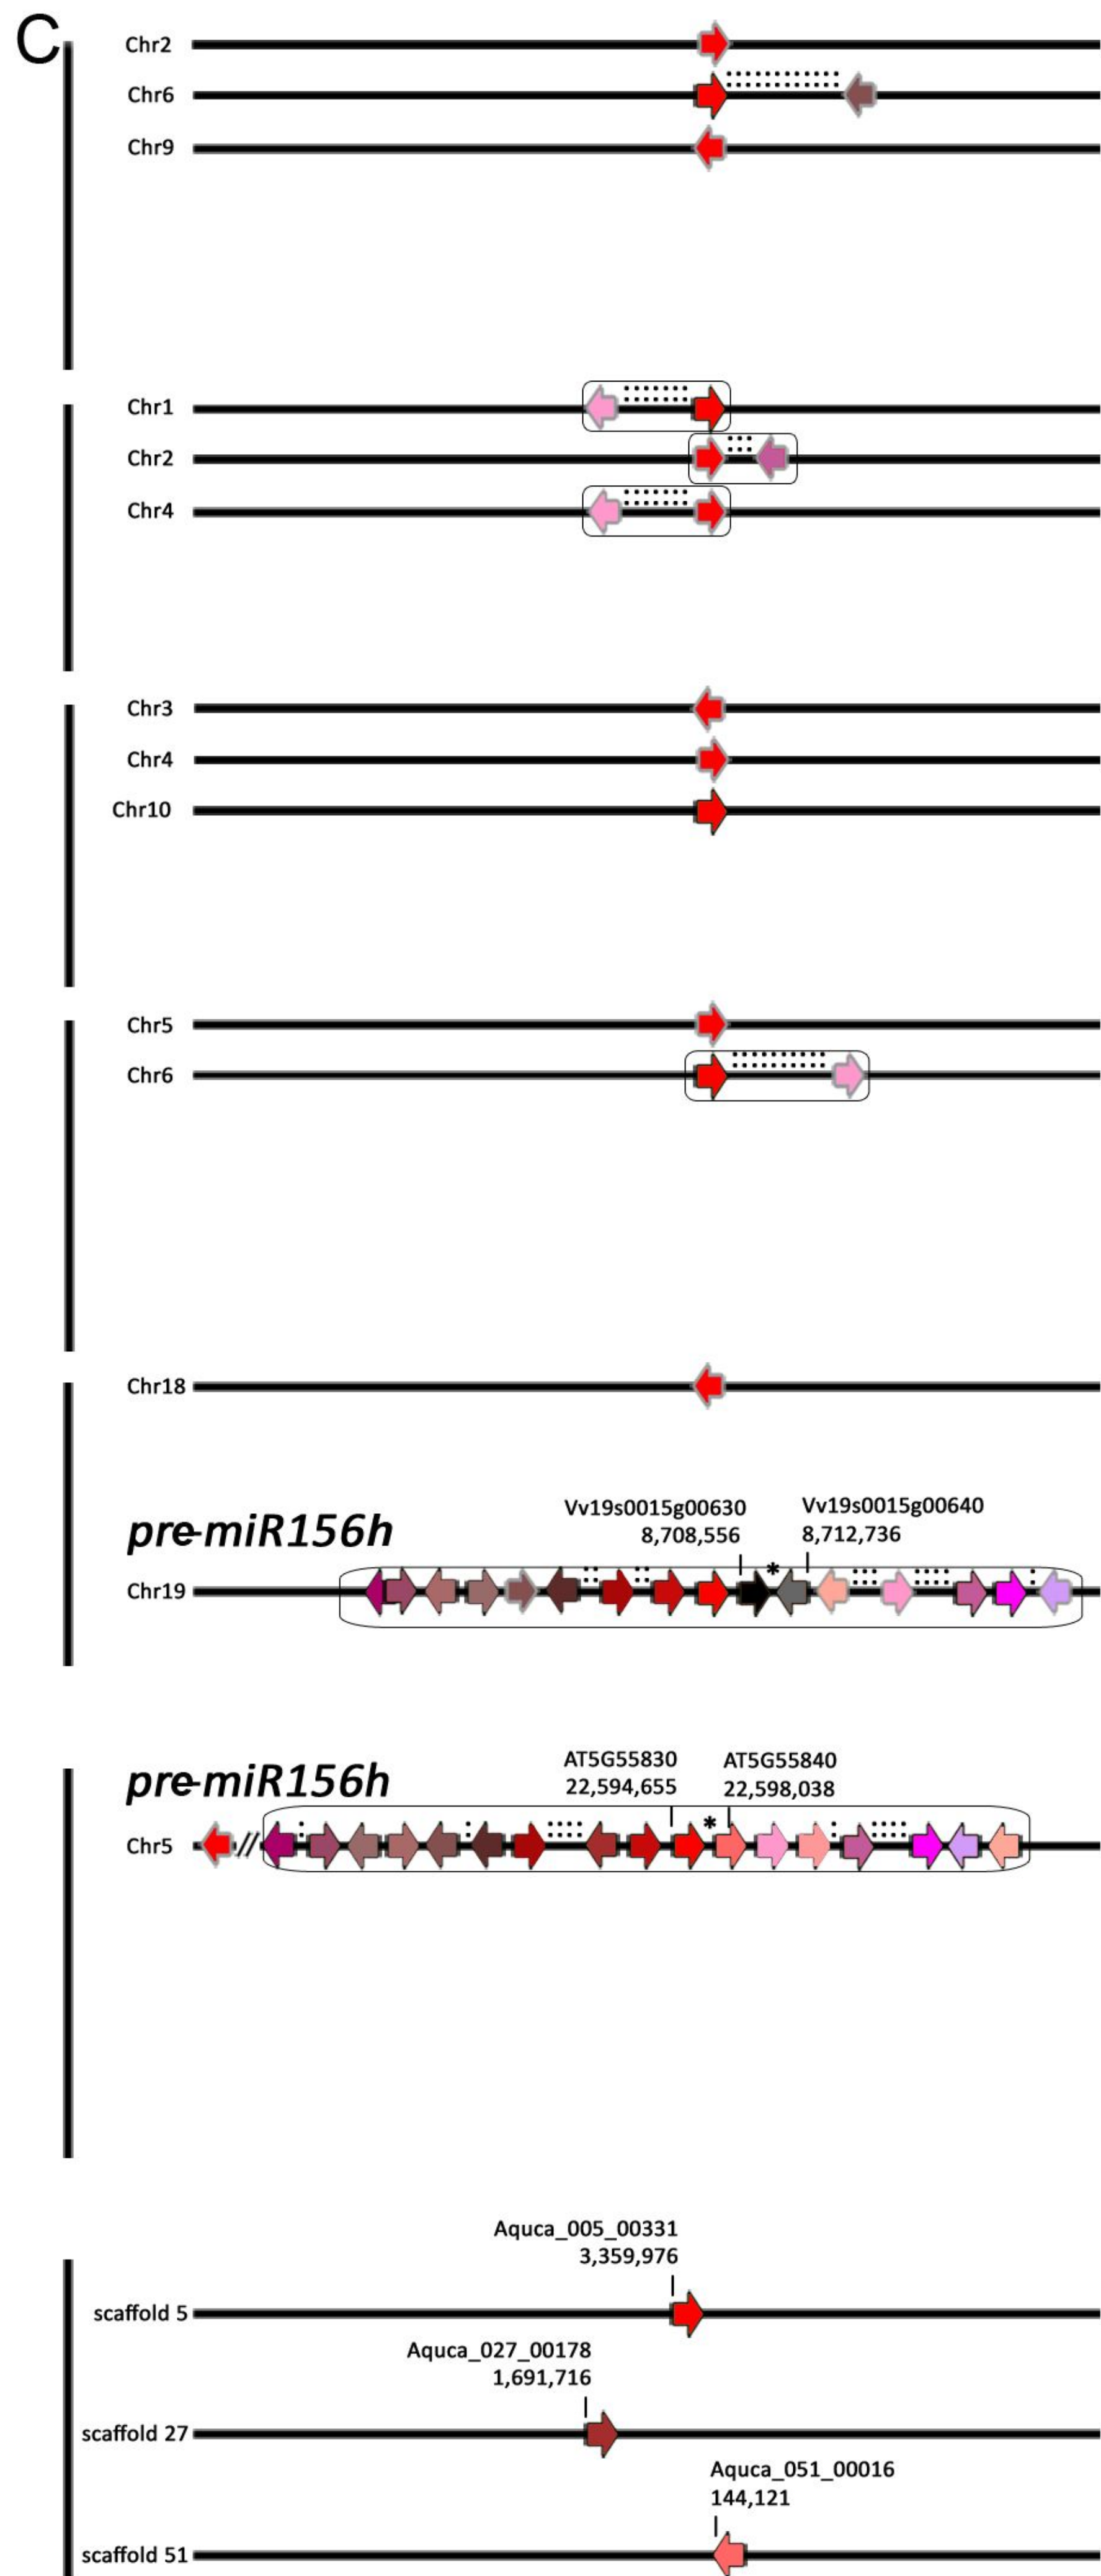 C
Chr2
Chr6
Chr9
Chr1
Chr2
Chr4
Chr3
Chr4
Chr10
Chr5
Chr6
Chr18
pre-miR156h
Vv19s0015g00630
8,708,556
Vv19s0015g00640
8,712,736
*
Chr19
pre-miR156h
AT5G55830
22,594,655
AT5G55840
22,598,038
*
Chr5
//
Aquca_005_00331
3,359,976
scaffold 5
Aquca_027_00178
1,691,716
scaffold 27
Aquca_051_00016
144,121
scaffold 51